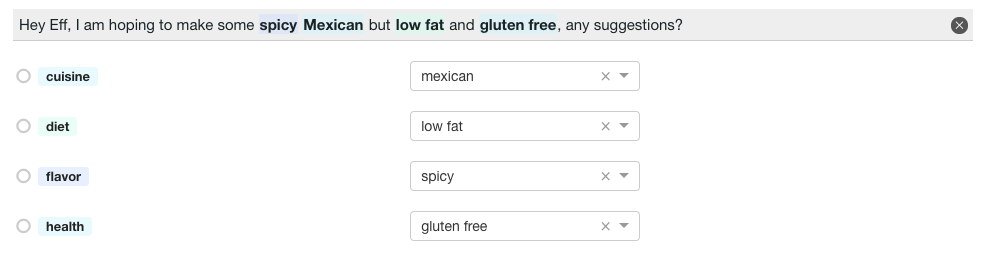 Hey Eff, I am hoping to make some spicy Mexican but low fat and gluten free, any suggestions?
cuisine mexican
diet low fat
flavor spicy
health gluten free